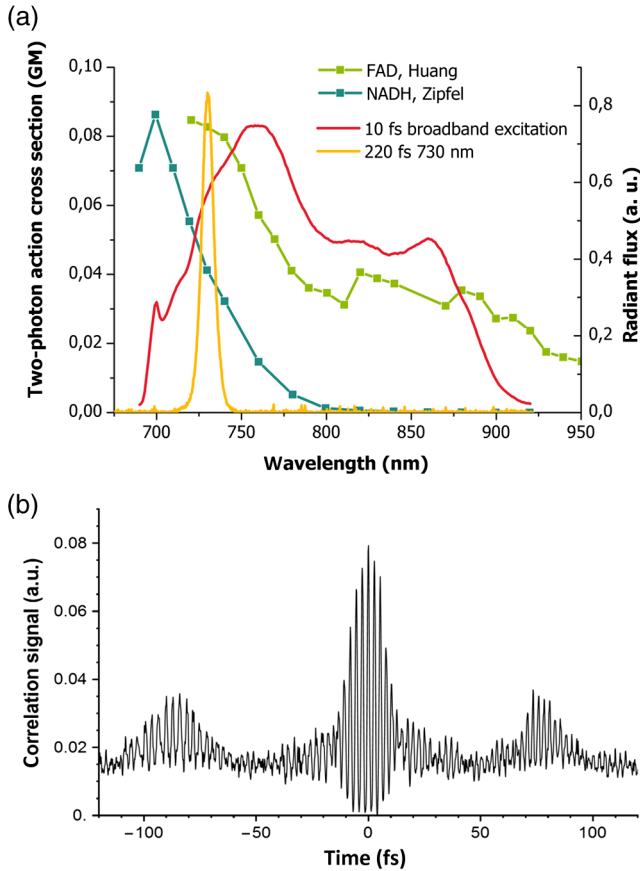 (a)
FAD, Huang
NADH, Zipfel
10 fs broadband excitation
220 fs 730 nm
Two-photon action cross section (GM)
0,10
0,08
0,06
0,04
0,02
0,00
0,8
0,6
0,4
0,2
0,0
Radiant flux (a. u.)
700 750 800 850 900 950
Wavelength (nm)
(b)
Correlation signal (a.u.)
0.08
0.06
0.04
0.02
0.
−100 −50 0 50 100
Time (fs)